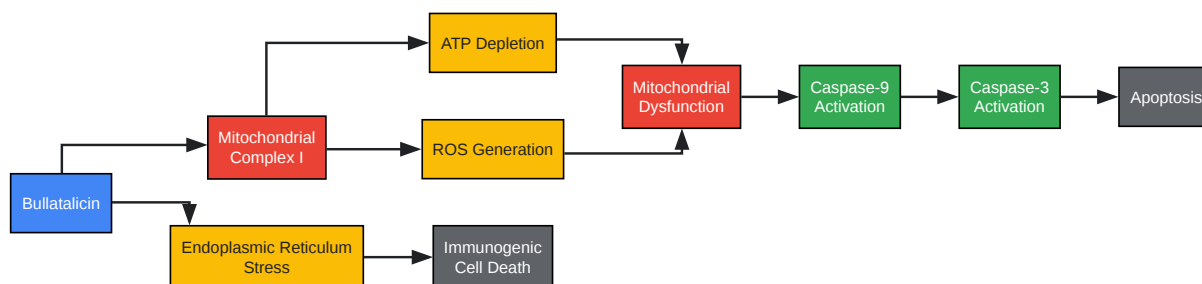 ATP Depletion
Mitochondrial
Dysfunction
Caspase-9
Activation
Caspase-3
Activation
Apoptosis
Mitochondrial
Complex I
ROS Generation
Bullatalicin
Endoplasmic Reticulum
Stress
Immunogenic
Cell Death